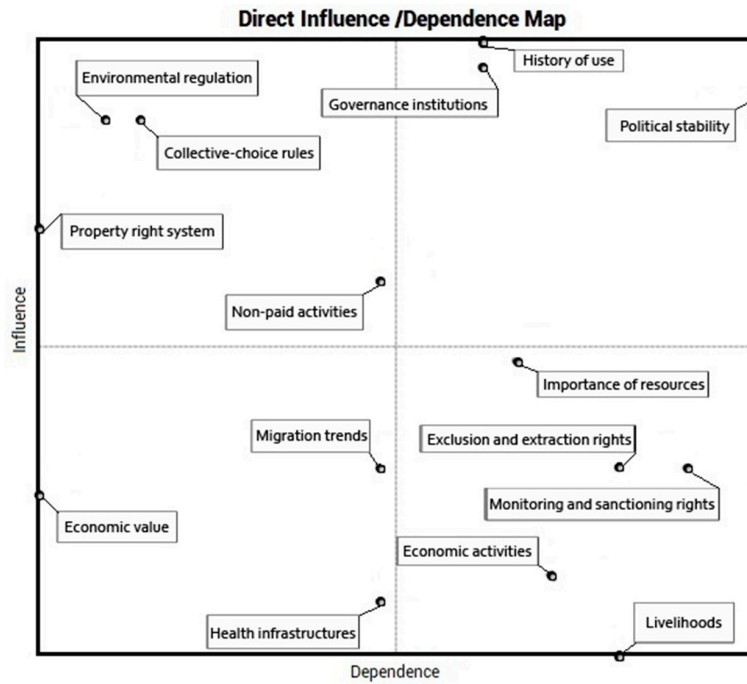 Direct Influence /Dependence Map
History of use
Environmental regulation
Governance institutions
Political stability
Collective-choice rules
Property right system
Non-paid activities
Influence
Importance of resources
Migration trends
Exclusion and extraction rights
Monitoring and sanctioning rights
Economic value
Economic activities
Livelihoods
Health infrastructures
Dependence